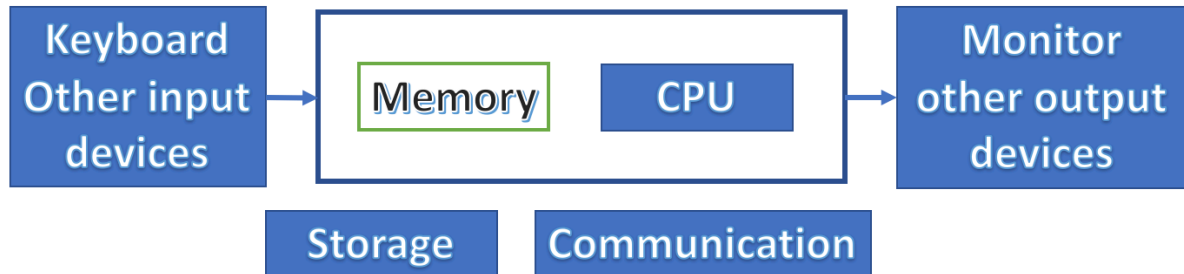 Keyboard
Other input
devices
Memory
CPU
Monitor
other output
devices
Storage
Communication